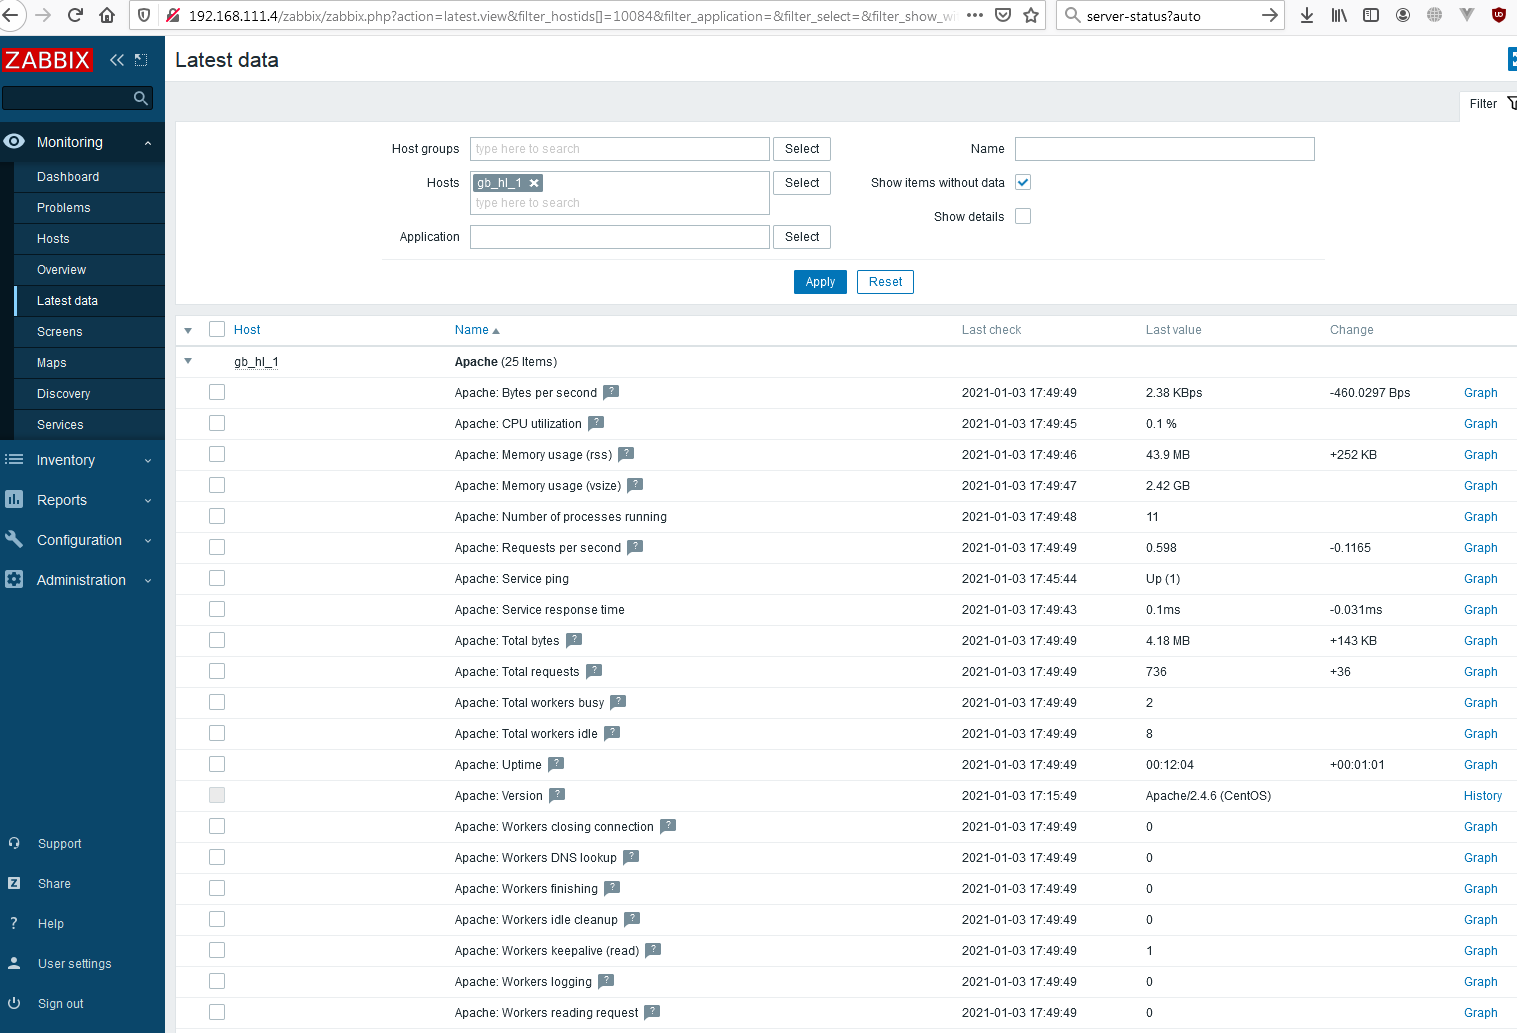 192.168.111.4/zabbix/zabbix.php?action=latest.view&filter_hostids[]=10084&filter_application=&filter_select=&filter_show_wi
server-status?auto
ZABBIX
Latest data
Filter
Monitoring
Dashboard
Problems
Hosts
Overview
Latest data
Screens
Maps
Discovery
Services
Inventory
Reports
Configuration
Administration
Support
Share
Help
User settings
Sign out
Host groups type here to search Select Name
Hosts gb_hl_1 Select Show items without data
type here to search
Show details
Application Select
Apply Reset
Host Name Last check Last value Change
gb_hl_1 Apache (25 Items)
Apache: Bytes per second ? 2021-01-03 17:49:49 2.38 KBps -460.0297 Bps Graph
Apache: CPU utilization ? 2021-01-03 17:49:45 0.1 % Graph
Apache: Memory usage (rss) ? 2021-01-03 17:49:46 43.9 MB +252 KB Graph
Apache: Memory usage (vsize) ? 2021-01-03 17:49:47 2.42 GB Graph
Apache: Number of processes running 2021-01-03 17:49:48 11 Graph
Apache: Requests per second ? 2021-01-03 17:49:49 0.598 -0.1165 Graph
Apache: Service ping 2021-01-03 17:45:44 Up (1) Graph
Apache: Service response time 2021-01-03 17:49:43 0.1ms -0.031ms Graph
Apache: Total bytes ? 2021-01-03 17:49:49 4.18 MB +143 KB Graph
Apache: Total requests ? 2021-01-03 17:49:49 736 +36 Graph
Apache: Total workers busy ? 2021-01-03 17:49:49 2 Graph
Apache: Total workers idle ? 2021-01-03 17:49:49 8 Graph
Apache: Uptime ? 2021-01-03 17:49:49 00:12:04 +00:01:01 Graph
Apache: Version ? 2021-01-03 17:15:49 Apache/2.4.6 (CentOS) History
Apache: Workers closing connection ? 2021-01-03 17:49:49 0 Graph
Apache: Workers DNS lookup ? 2021-01-03 17:49:49 0 Graph
Apache: Workers finishing ? 2021-01-03 17:49:49 0 Graph
Apache: Workers idle cleanup ? 2021-01-03 17:49:49 0 Graph
Apache: Workers keepalive (read) ? 2021-01-03 17:49:49 1 Graph
Apache: Workers logging ? 2021-01-03 17:49:49 0 Graph
Apache: Workers reading request ? 2021-01-03 17:49:49 0 Graph